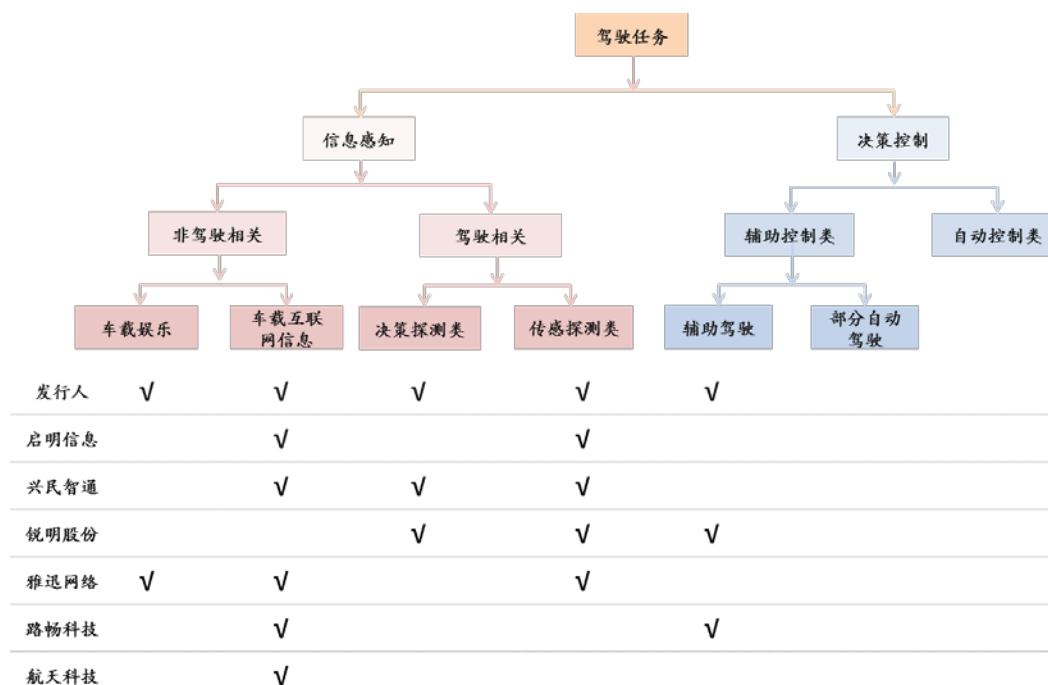 驾驶任务
信息感知
决策控制
非驾驶相关
驾驶相关
辅助控制类
自动控制类
车载娱乐
车载互联
网信息
决策探测类
传感探测类
辅助驾驶
部分自动
驾驶
发行人 √ √ √ √ √
启明信息 √ √
兴民智通 √ √ √
锐明股份 √ √ √
雅迅网络 √ √ √
路畅科技 √ √
航天科技 √